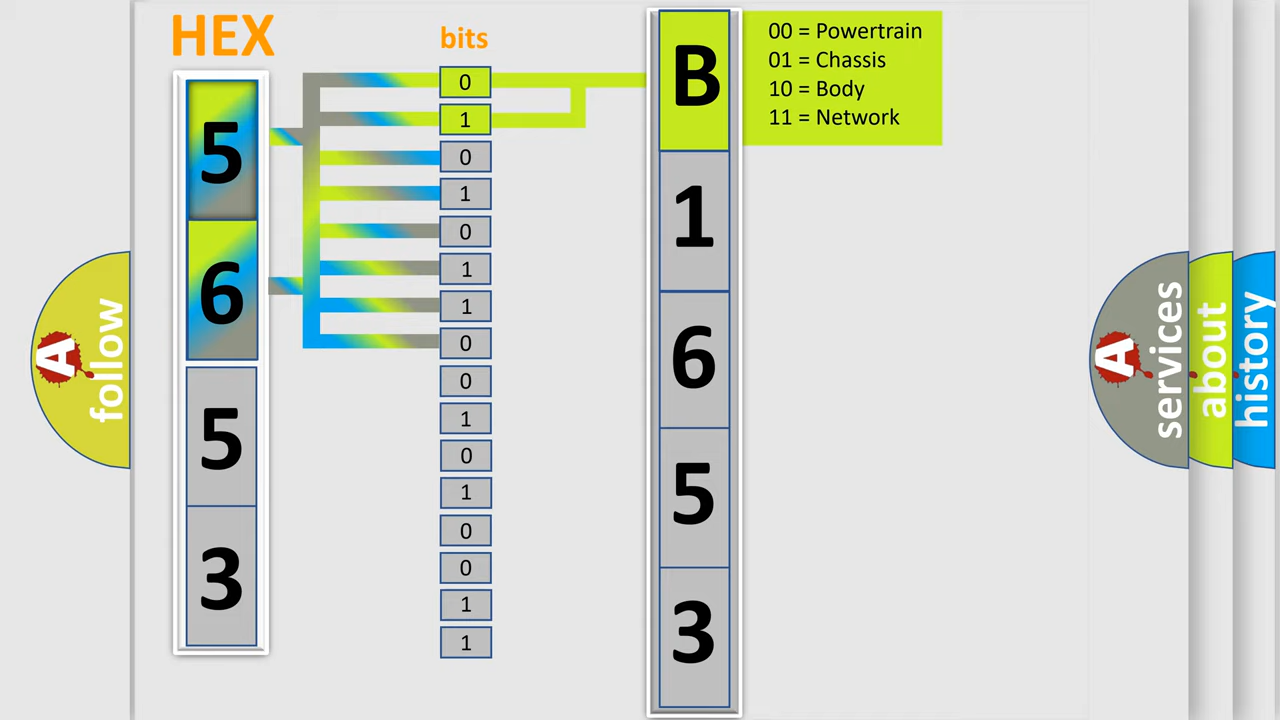 HEX
bits
5
6
5
3
0
1
0
1
0
1
1
0
0
1
0
1
0
0
1
1
B
1
6
5
3
00 = Powertrain
01 = Chassis
10 = Body
11 = Network
A
follow
A
services
about
history